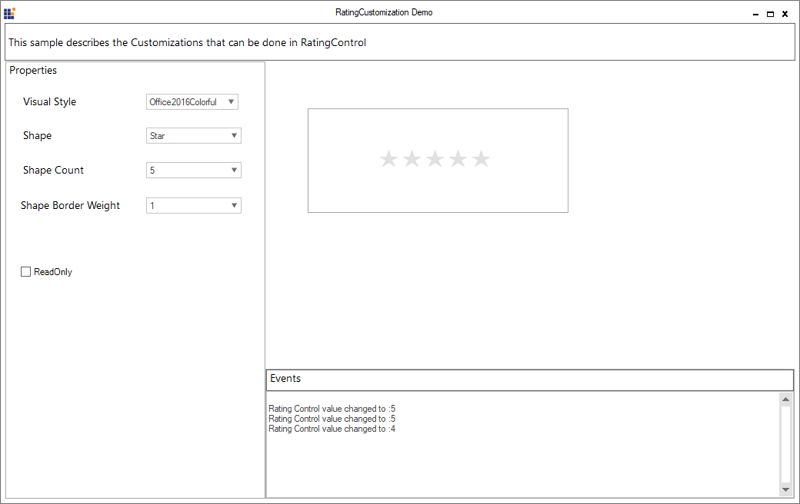 RatingCustomization Demo
This sample describes the Customizations that can be done in RatingControl
Properties
Visual Style
Office2016Colorful
Shape
Star
Shape Count
5
Shape Border Weight
1
ReadOnly
Events
Rating Control value changed to :5
Rating Control value changed to :5
Rating Control value changed to :4